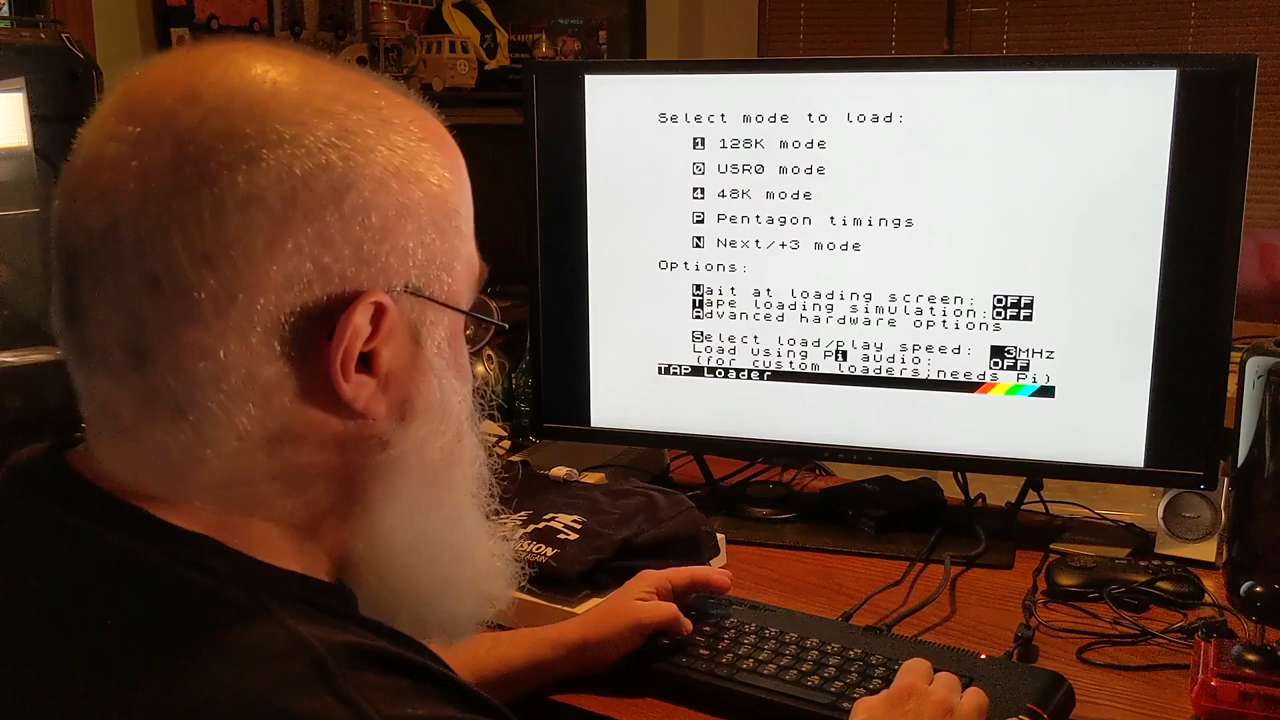 Select mode to load:
1 128K mode
0 USR0 mode
4 48K mode
P Pentagon timings
N Next/+3 mode
Options:
Wait at loading screen: OFF
Tape loading simulation: OFF
Advanced hardware options
Select load/play speed: 3MHz
Load using Pi audio: OFF
(for custom loaders,needs Pi)
TAP Loader